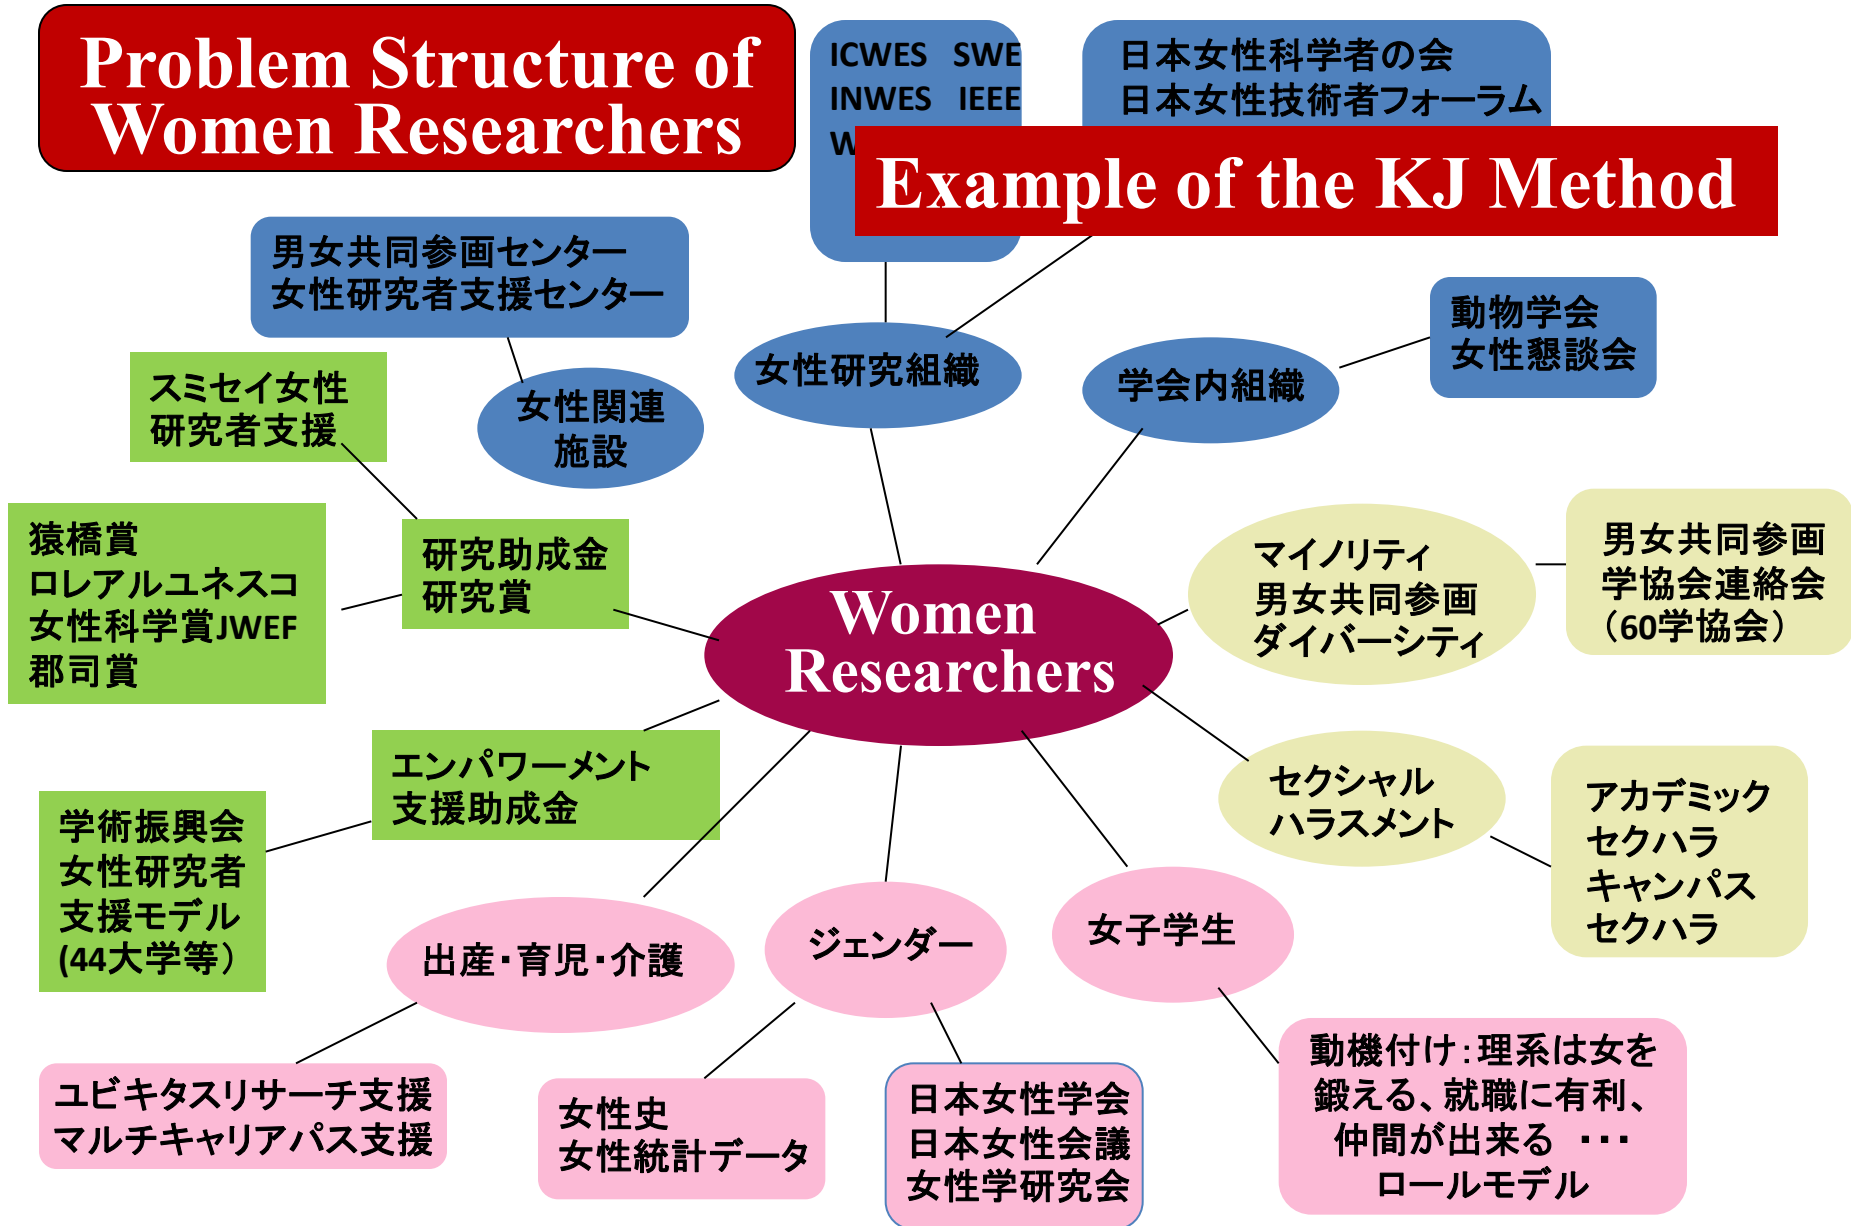 Problem Structure of
Women Researchers
ICWES SWE
INWES IEEE
日本女性科学者の会
日本女性技術者フォーラム
Example of the KJ Method
男女共同参画センター
女性研究者支援センター
女性研究組織
学会内組織
動物学会
女性懇談会
スミセイ女性
研究者支援
女性関連
施設
猿橋賞
ロレアルユネスコ
女性科学賞JWEF
郡司賞
研究助成金
研究賞
Women
Researchers
マイノリティ
男女共同参画
ダイバーシティ
男女共同参画
学協会連絡会
（60学協会）
エンパワーメント
支援助成金
学術振興会
女性研究者
支援モデル
(44大学等）
セクシャル
ハラスメント
アカデミック
セクハラ
キャンパス
セクハラ
出産・育児・介護
ジェンダー
女子学生
ユビキタスリサーチ支援
マルチキャリアパス支援
女性史
女性統計データ
日本女性学会
日本女性会議
女性学研究会
動機付け：理系は女を
鍛える、就職に有利、
仲間が出来る ・・・
ロールモデル